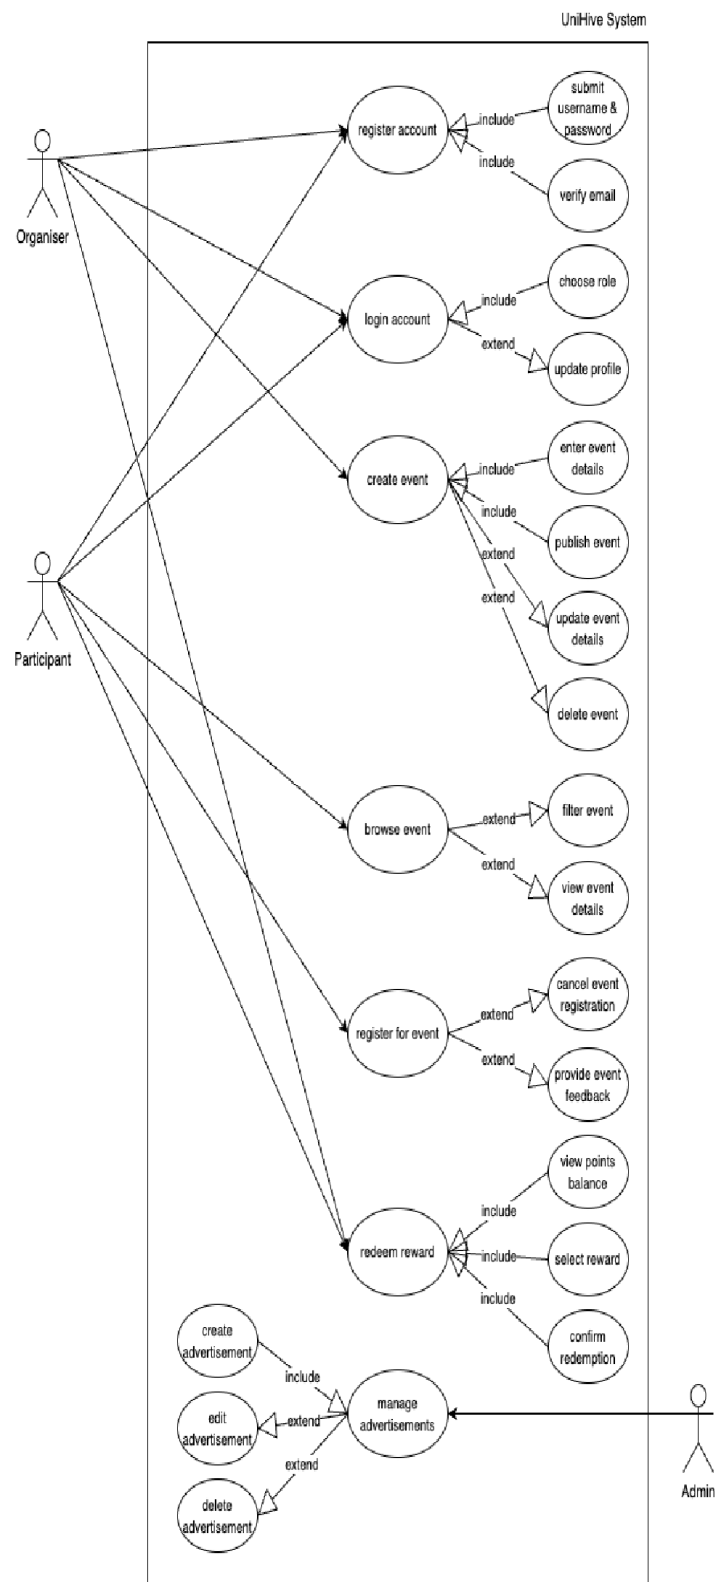 UniHive System
submit
username &
password
register account
include
include
verify email
Organiser
choose role
include
login account
extend
update profile
enter event
details
include
create event
include
publish event
extend
extend
update event
details
Participant
delete event
filter event
extend
browse event
extend
view event
details
cancel event
registration
extend
register for event
extend
provide event
feedback
view points
balance
include
redeem reward
include
select reward
include
confirm
redemption
create
advertisement
include
manage
advertisements
edit
advertisement
extend
extend
delete
advertisement
Admin